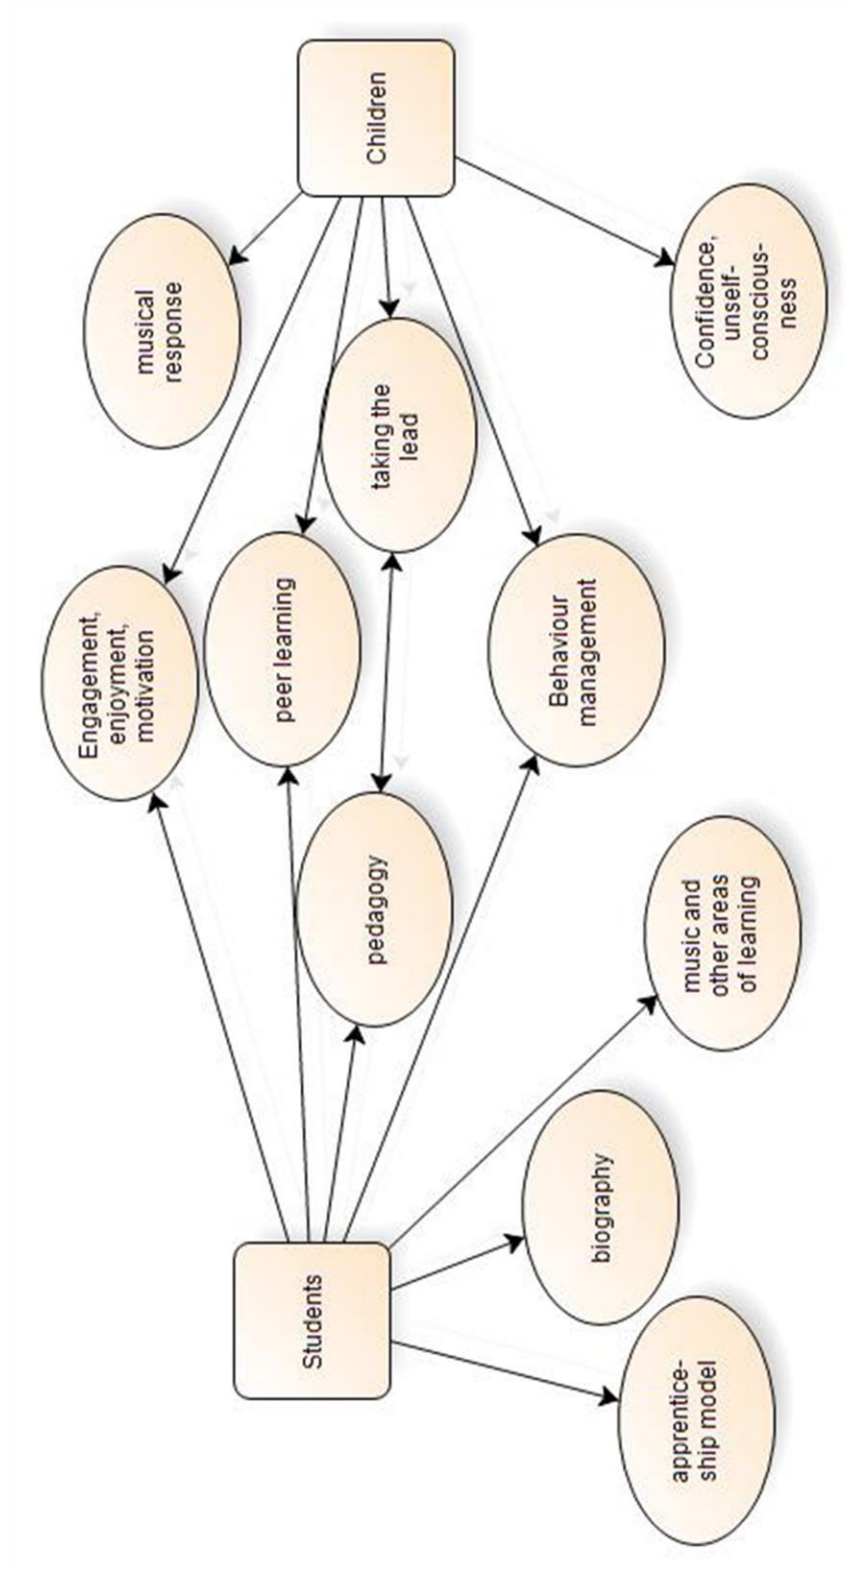 Children
musical
response
Confidence,
unself-
conscious-
ness
taking the
lead
Engagement,
enjoyment,
motivation
peer learning
Behaviour
management
pedagogy
music and
other areas
of learning
biography
Students
apprentice-
ship model